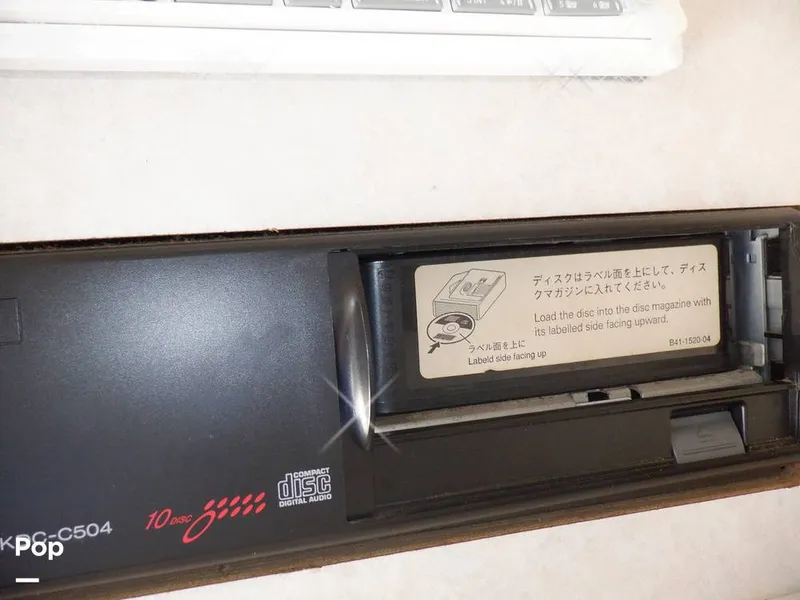 ディスクはラベル面を上にして、ディス
クマガジンに入れてください。
Load the disc into the disc magazine with
its labelled side facing upward.
ラベル面を上に
Labeld side facing up
B41-1520-04
COMPACT
disc
DIGITAL AUDIO
10 DISC
KDC-C504
Pop